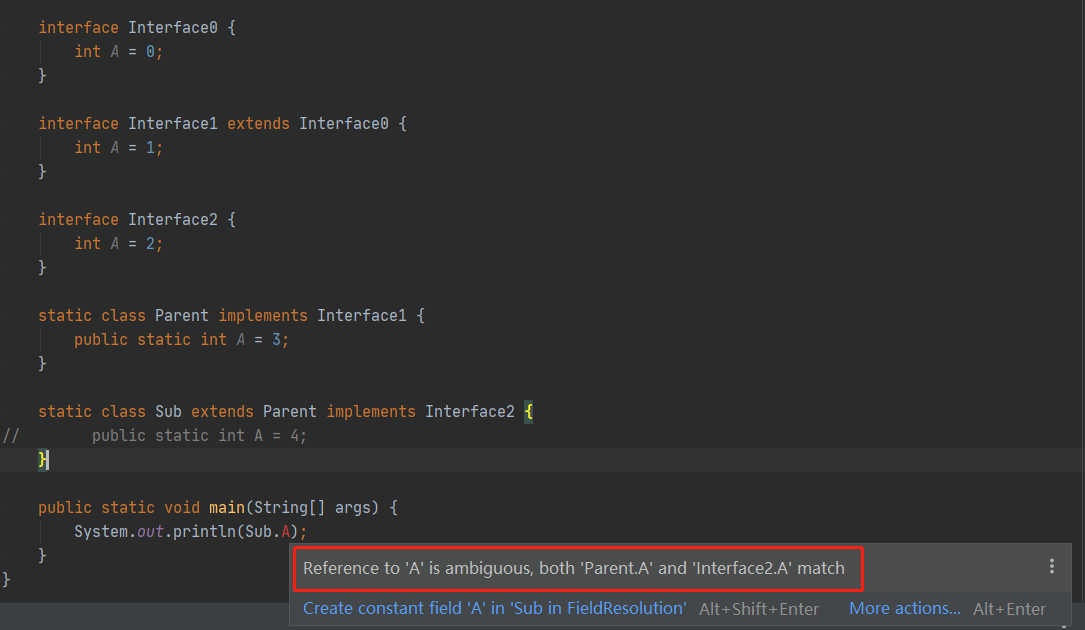 interface Interface0 {
int A = 0;
}
interface Interface1 extends Interface0 {
int A = 1;
}
interface Interface2 {
int A = 2;
}
static class Parent implements Interface1 {
public static int A = 3;
}
static class Sub extends Parent implements Interface2 {
// public static int A = 4;
}
public static void main(String[] args) {
System.out.println(Sub.A);
}
}
Reference to 'A' is ambiguous, both 'Parent.A' and 'Interface2.A' match
Create constant field 'A' in 'Sub in FieldResolution' Alt+Shift+Enter More actions... Alt+Enter